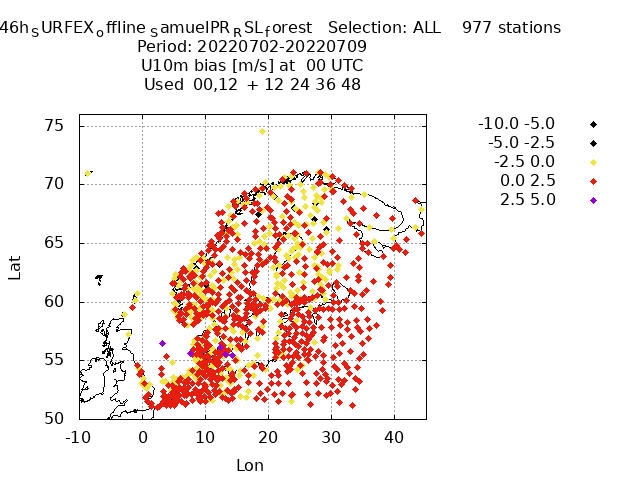 46hSURFEXoffline SamuelPRRSLforest Selection: ALL 977 stations
Period: 20220702-20220709
U10m bias [m/s] at 00 UTC
Used 00,12 + 12 24 36 48
-10.0 -5.0
-5.0 -2.5
-2.5 0.0
0.0 2.5
2.5 5.0
75
70
65
60
55
50
Lat
-10 0 10 20 30 40
Lon